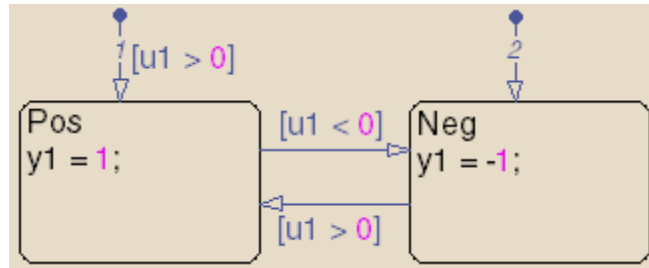 1
[u1 > 0]
2
Pos
y1 = 1;
[u1 < 0]
[u1 > 0]
Neg
y1 = -1;